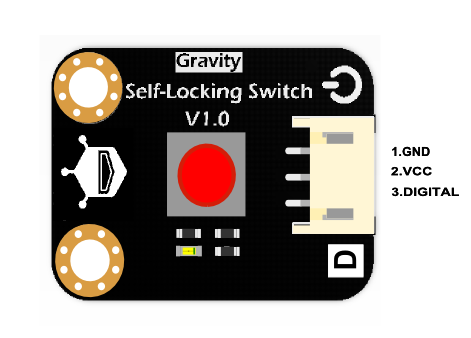 Gravity
Self-Locking Switch
V1.0
1.GND
2.VCC
3.DIGITAL
D